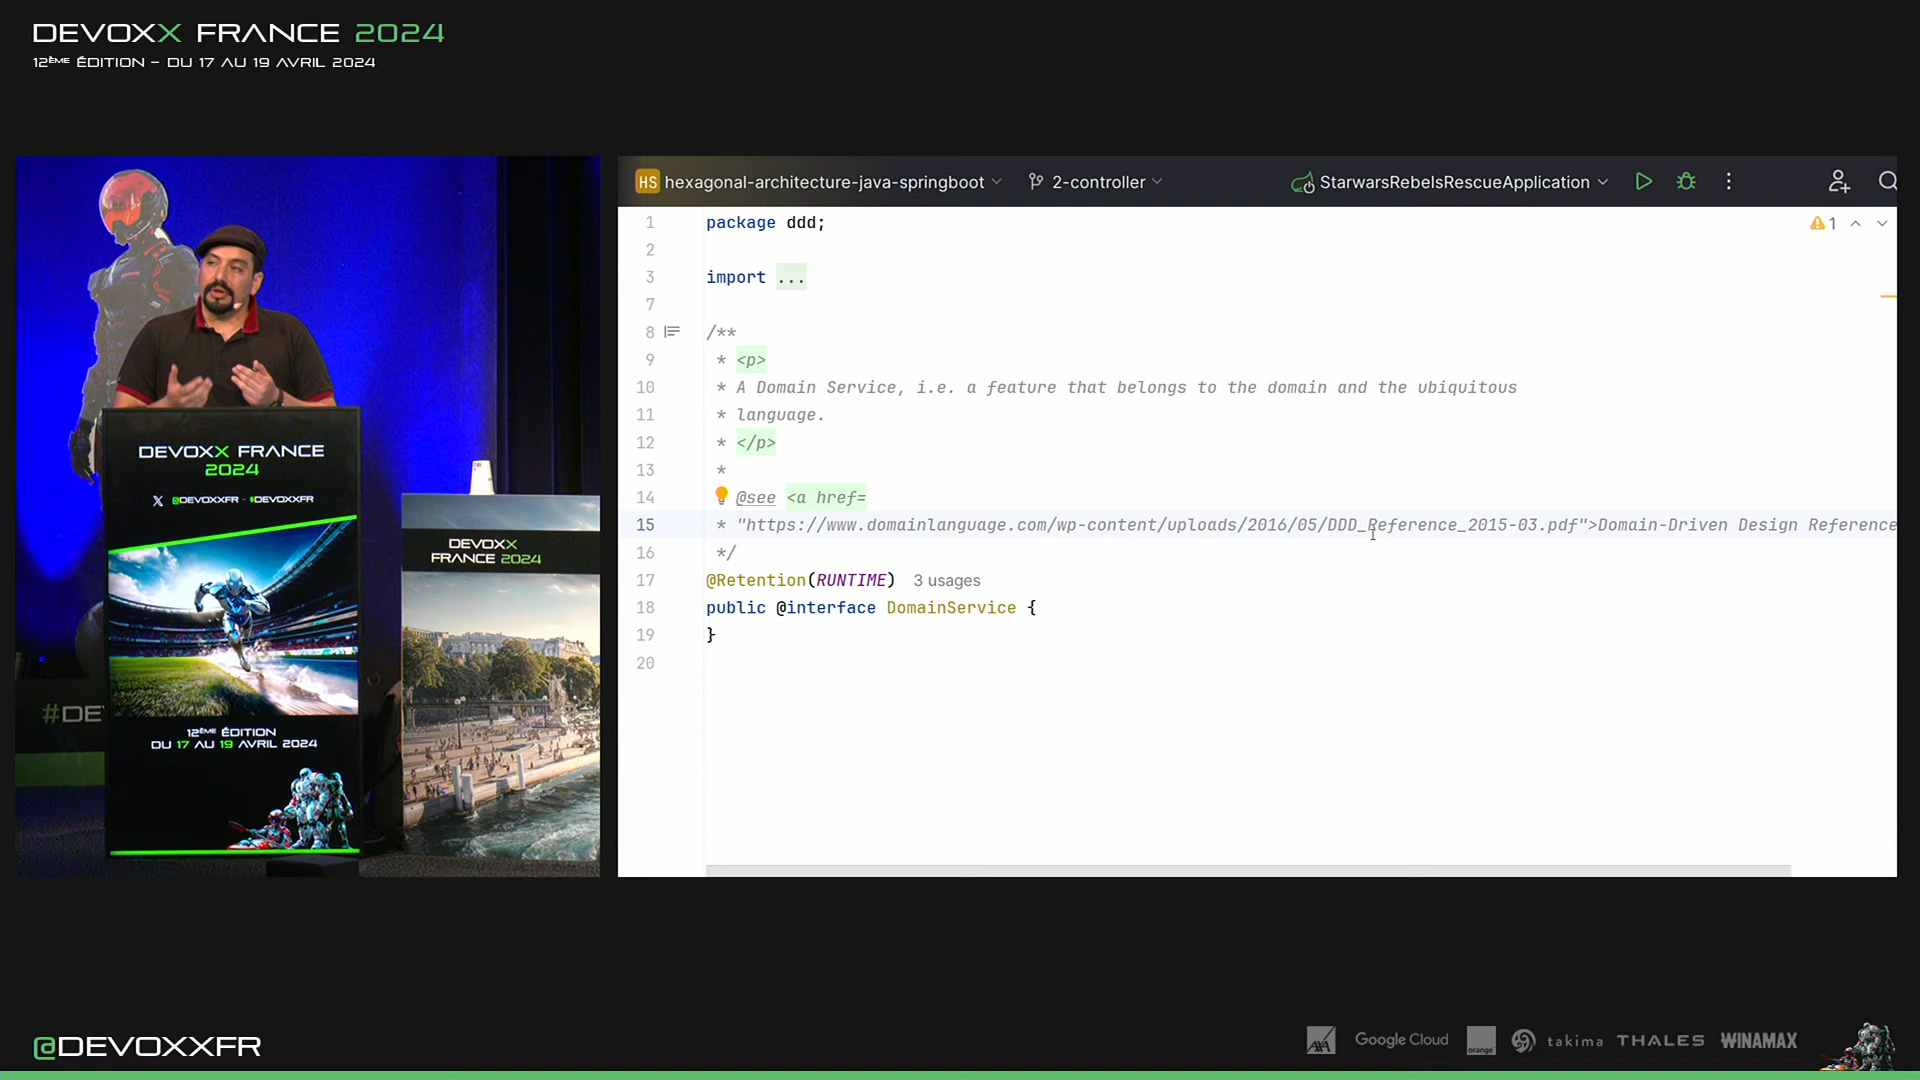 DEVOXX FRANCE 2024
12ÈME ÉDITION - DU 17 AU 19 AVRIL 2024
DEVOXX FRANCE
2024
@DEVOXXFR - #DEVOXXFR
12ÈME ÉDITION
DU 17 AU 19 AVRIL 2024
#DE
DEVOXX
FRANCE 2024
HS hexagonal-architecture-java-springboot 2-controller StarwarsRebelsRescueApplication
1 package ddd; 1
2
3 import ...
7
8 /**
9 * <p>
10 * A Domain Service, i.e. a feature that belongs to the domain and the ubiquitous
11 * language.
12 * </p>
13 *
14 @see <a href=
15 * "https://www.domainlanguage.com/wp-content/uploads/2016/05/DDD_Reference_2015-03.pdf">Domain-Driven Design Reference
16 */
17 @Retention(RUNTIME) 3 usages
18 public @interface DomainService {
19 }
20
@DEVOXXFR
AXA Google Cloud orange takima THALES WINAMAX